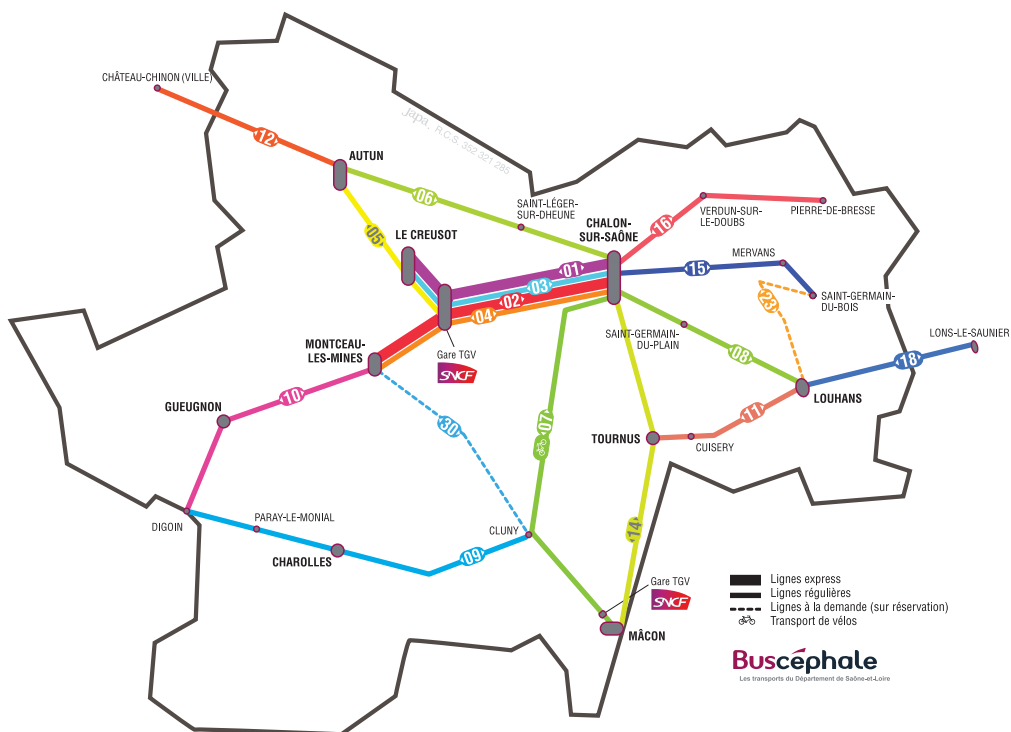 CHÂTEAU-CHINON (VILLE)
japa. R.C.S. 352 321 285
12
AUTUN
06
SAINT-LÉGER-
SUR-DHEUNE
05
LE CREUSOT
CHALON-
SUR-SAÔNE
16
VERDUN-SUR-
LE-DOUBS
PIERRE-DE-BRESSE
MERVANS
15
01
03
02
04
23
SAINT-GERMAIN-
DU-BOIS
SAINT-GERMAIN-
DU-PLAIN
08
LONS-LE-SAUNIER
18
MONTCEAU-
LES-MINES
Gare TGV
SNCF
LOUHANS
10
GUEUGNON
30
07
11
TOURNUS
CUISERY
DIGOIN
PARAY-LE-MONIAL
CHAROLLES
09
CLUNY
14
Gare TGV
SNCF
MÂCON
Lignes express
Lignes régulières
Lignes à la demande (sur réservation)
Transport de vélos
Buscéphale
Les transports du Département de Saône-et-Loire